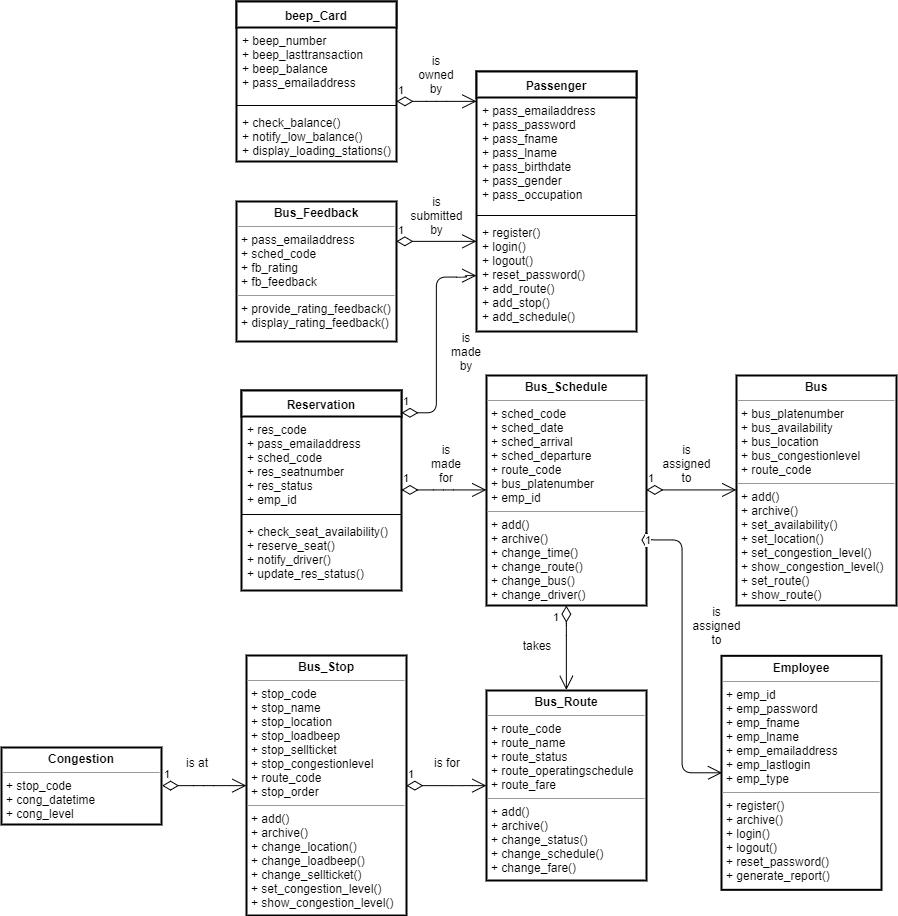 beep_Card
+ beep_number
+ beep_lasttransaction
+ beep_balance
+ pass_emailaddress
+ check_balance()
+ notify_low_balance()
+ display_loading_stations()
1
is
owned
by
Passenger
+ pass_emailaddress
+ pass_password
+ pass_fname
+ pass_lname
+ pass_birthdate
+ pass_gender
+ pass_occupation
+ register()
+ login()
+ logout()
+ reset_password()
+ add_route()
+ add_stop()
+ add_schedule()
Bus_Feedback
+ pass_emailaddress
+ sched_code
+ fb_rating
+ fb_feedback
+ provide_rating_feedback()
+ display_rating_feedback()
1
is
submitted
by
Reservation
+ res_code
+ pass_emailaddress
+ sched_code
+ res_seatnumber
+ res_status
+ emp_id
+ check_seat_availability()
+ reserve_seat()
+ notify_driver()
+ update_res_status()
1
is
made
by
1
is
made
for
Bus_Schedule
+ sched_code
+ sched_date
+ sched_arrival
+ sched_departure
+ route_code
+ bus_platenumber
+ emp_id
+ add()
+ archive()
+ change_time()
+ change_route()
+ change_bus()
+ change_driver()
1
is
assigned
to
Bus
+ bus_platenumber
+ bus_availability
+ bus_location
+ bus_congestionlevel
+ route_code
+ add()
+ archive()
+ set_availability()
+ set_location()
+ set_congestion_level()
+ show_congestion_level()
+ set_route()
+ show_route()
1
is
assigned
to
1
takes
Employee
+ emp_id
+ emp_password
+ emp_fname
+ emp_lname
+ emp_emailaddress
+ emp_lastlogin
+ emp_type
+ register()
+ archive()
+ login()
+ logout()
+ reset_password()
+ generate_report()
Congestion
+ stop_code
+ cong_datetime
+ cong_level
1
is at
Bus_Stop
+ stop_code
+ stop_name
+ stop_location
+ stop_loadbeep
+ stop_sellticket
+ stop_congestionlevel
+ route_code
+ stop_order
+ add()
+ archive()
+ change_location()
+ change_loadbeep()
+ change_sellticket()
+ set_congestion_level()
+ show_congestion_level()
1
is for
Bus_Route
+ route_code
+ route_name
+ route_status
+ route_operatingschedule
+ route_fare
+ add()
+ archive()
+ change_status()
+ change_schedule()
+ change_fare()